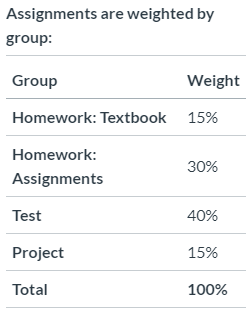 Assignments are weighted by
group:
Group Weight
Homework: Textbook 15%
Homework:
Assignments 30%
Test 40%
Project 15%
Total 100%